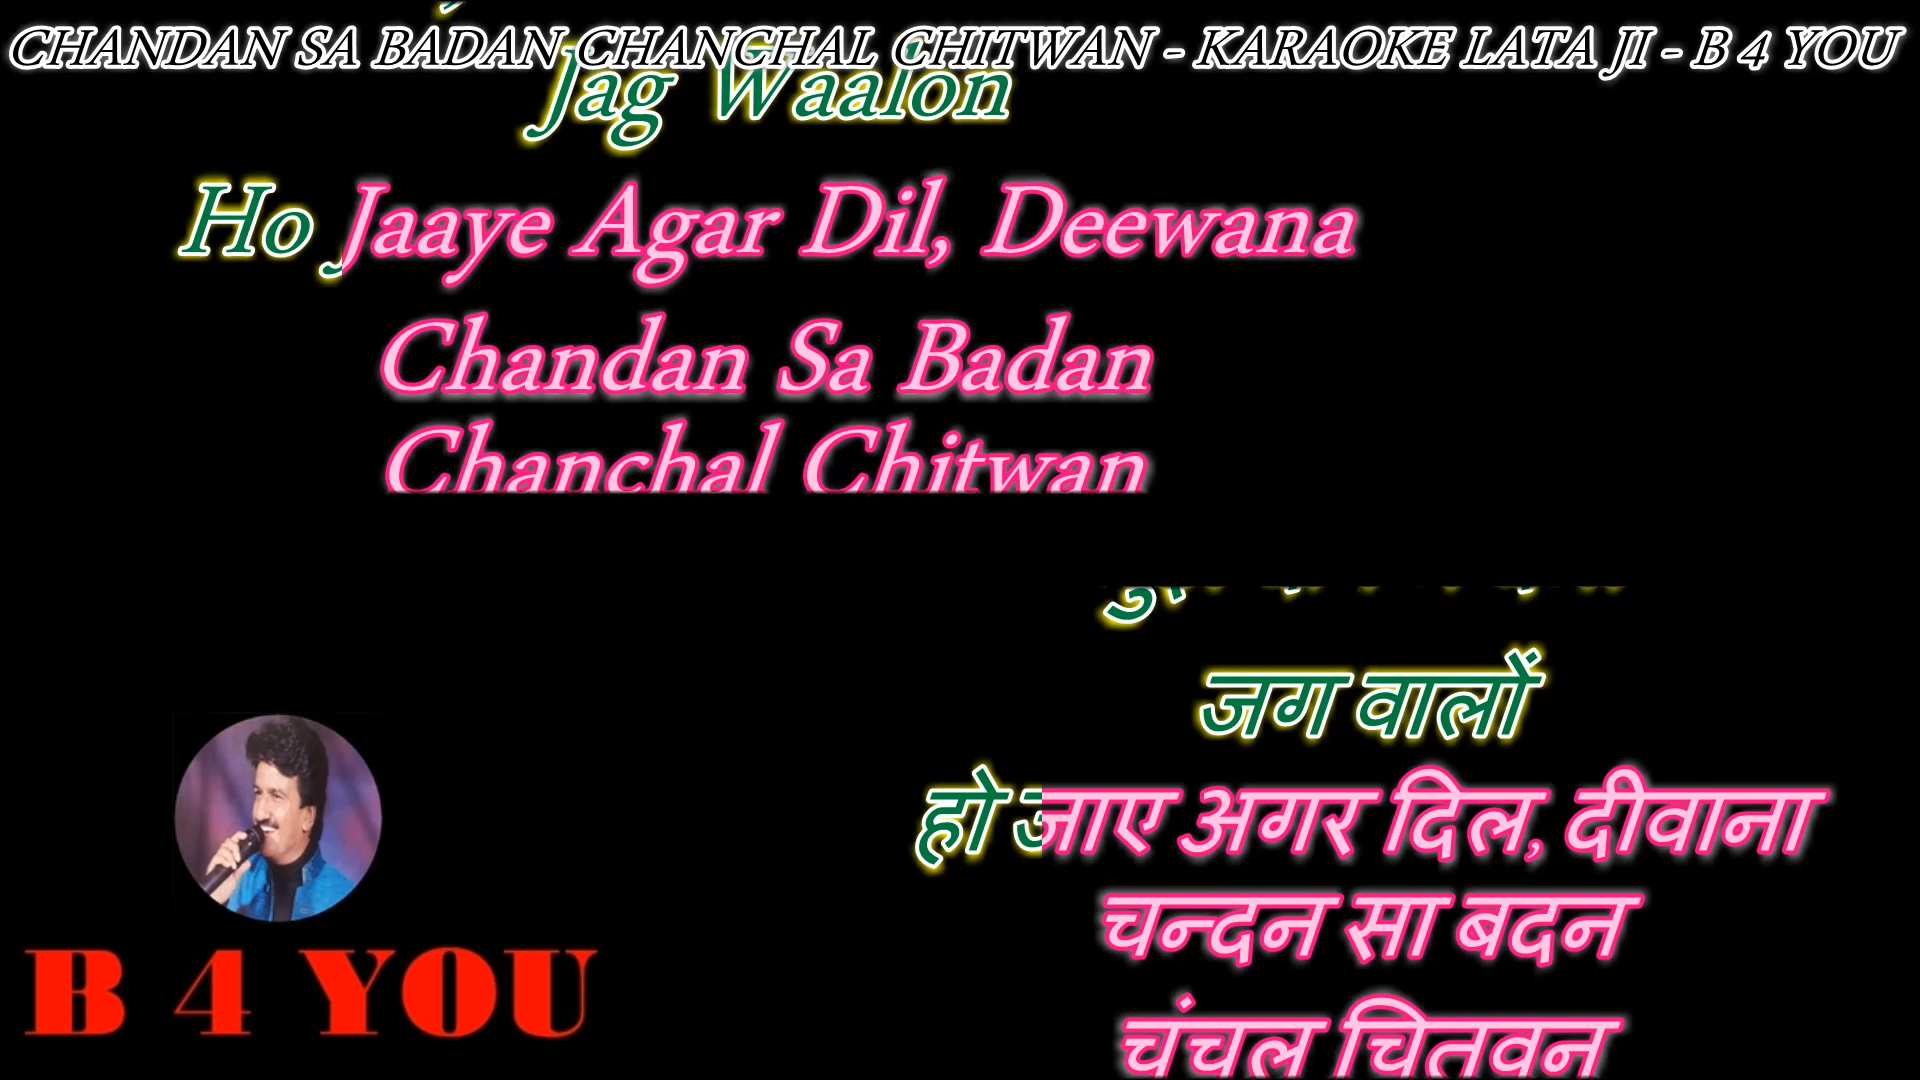 CHANDAN SA BADAN CHANCHAL CHITWAN - KARAOKE LATA JI - B 4 YOU
Jag Waalon
Ho Jaaye Agar Dil, Deewana
Chandan Sa Badan
Chanchal Chitwan
जग वालों
हो जाए अगर दिल, दीवाना
चन्दन सा बदन
चंचल चितवन
B 4 YOU